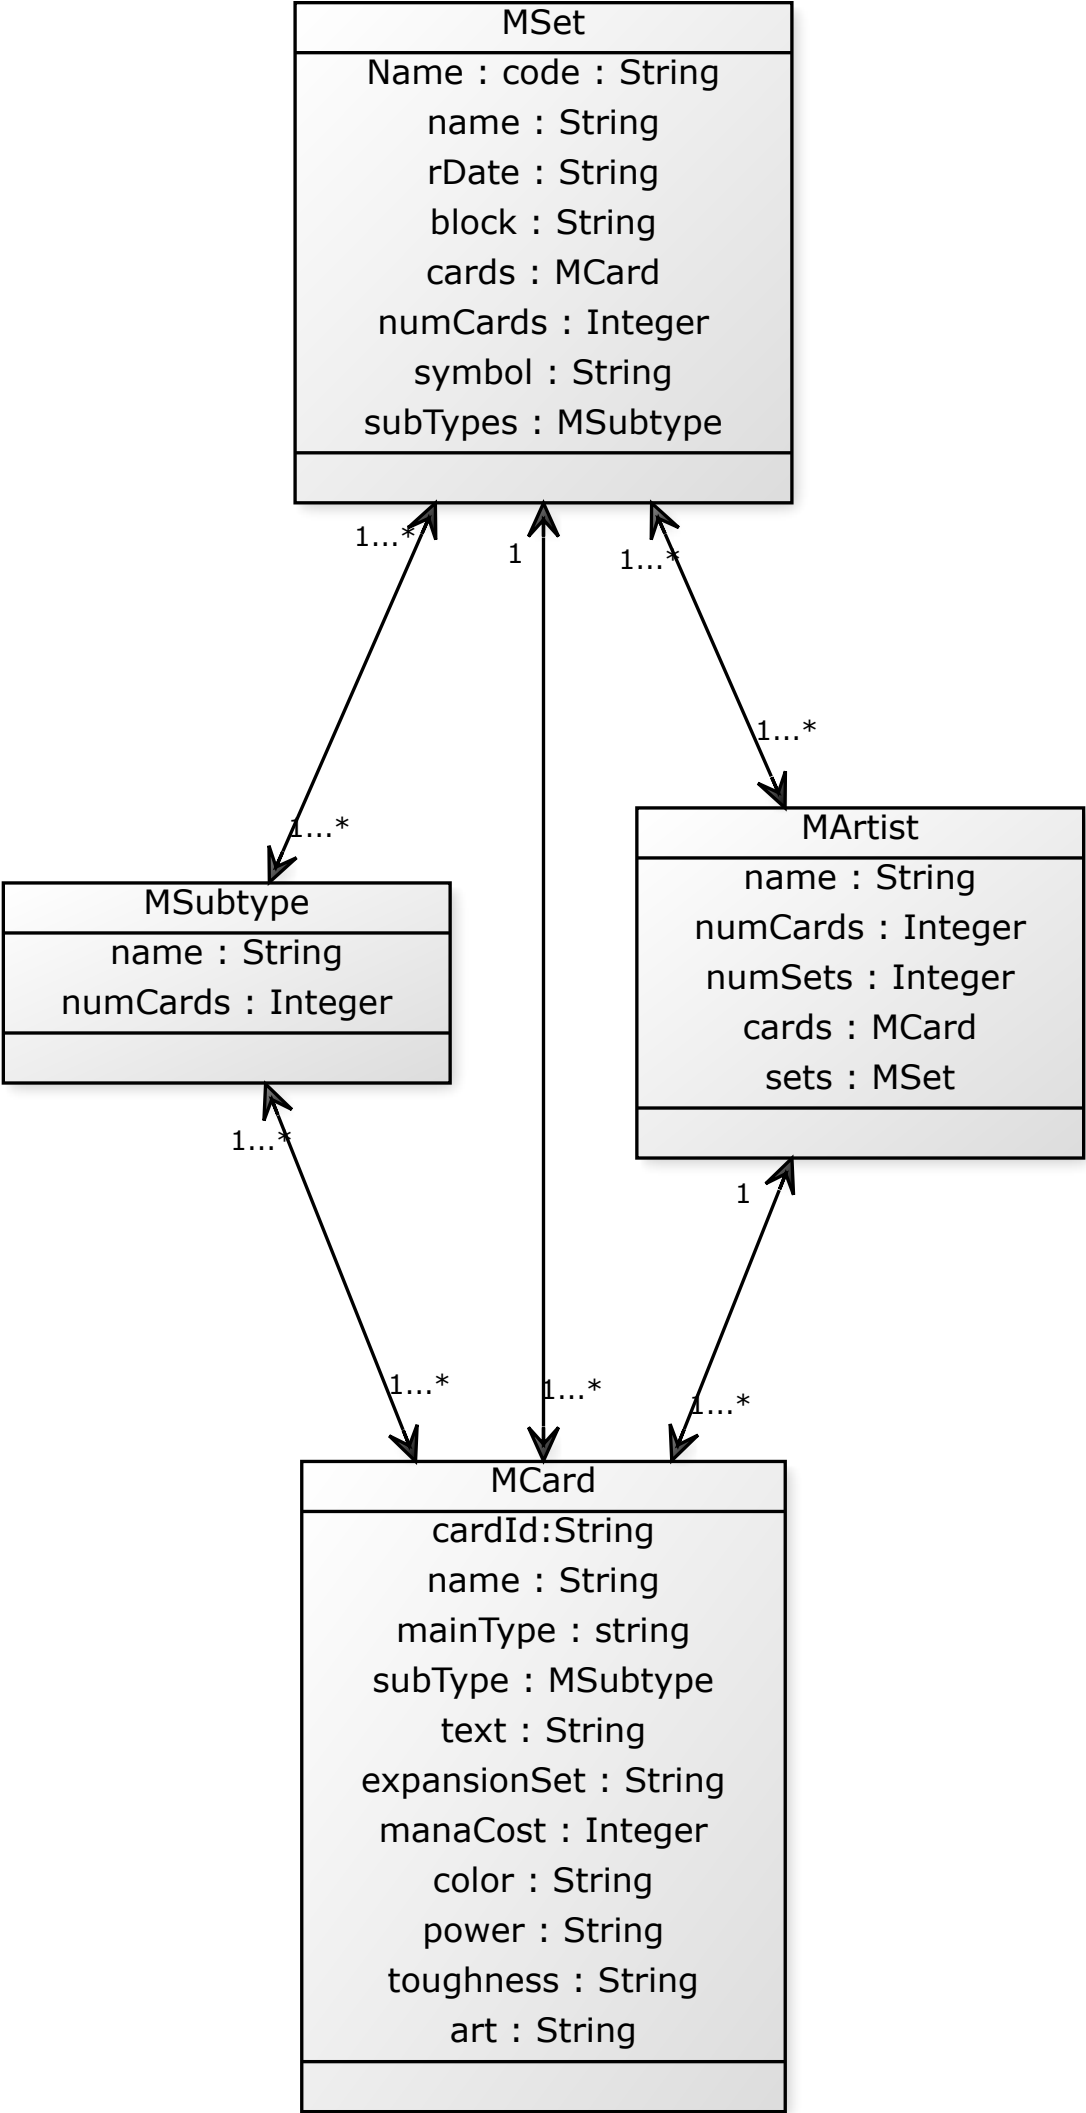 MSet
Name : code : String
name : String
rDate : String
block : String
cards : MCard
numCards : Integer
symbol : String
subTypes : MSubtype
1...*
1
1...*
1...*
1...*
MArtist
name : String
numCards : Integer
numSets : Integer
cards : MCard
sets : MSet
MSubtype
name : String
numCards : Integer
1...*
1
1...*
1...*
1...*
MCard
cardId:String
name : String
mainType : string
subType : MSubtype
text : String
expansionSet : String
manaCost : Integer
color : String
power : String
toughness : String
art : String